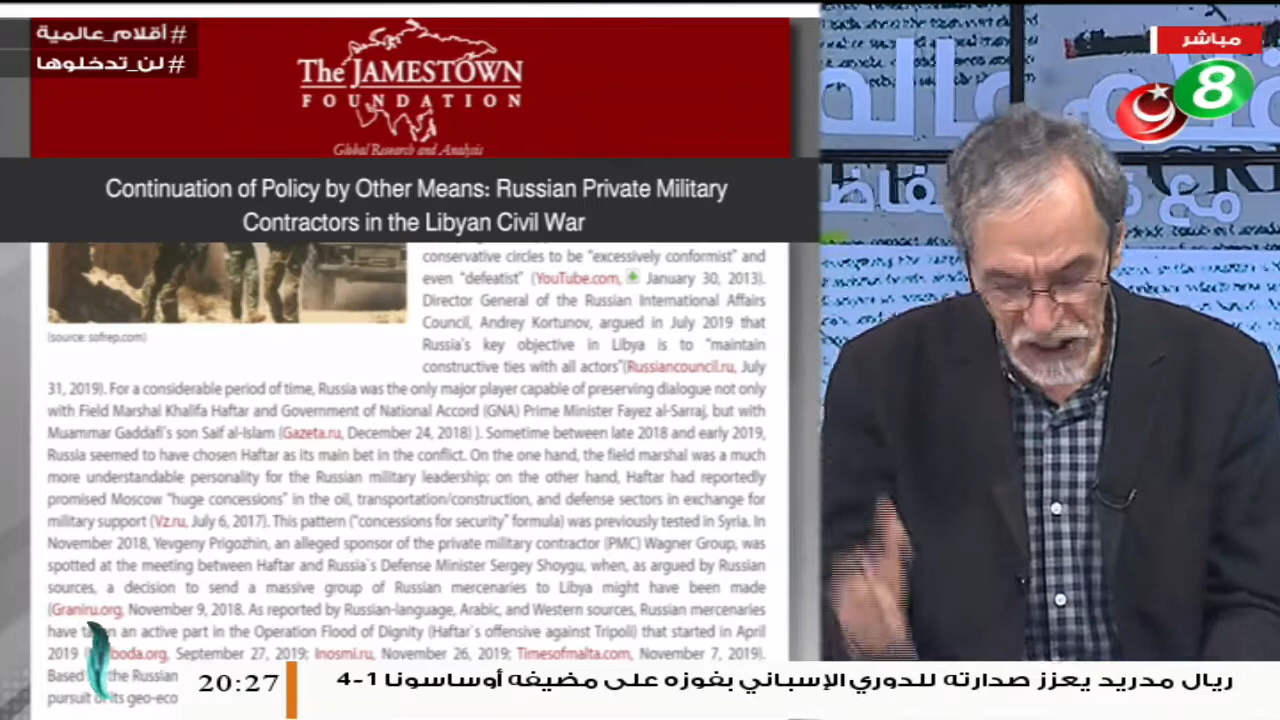 #أقلام_عالمية
#لن_تدخلوها
The JAMESTOWN
FOUNDATION
Global Research and Analysis
Continuation of Policy by Other Means: Russian Private Military
Contractors in the Libyan Civil War
conservative circles to be “excessively conformist” and
even “defeatist” (YouTube.com, January 30, 2013).
Director General of the Russian International Affairs
Council, Andrey Kortunov, argued in July 2019 that
Russia's key objective in Libya is to “maintain
constructive ties with all actors”(Russiancouncil.ru, July
(source: sofrep.com)
31, 2019). For a considerable period of time, Russia was the only major player capable of preserving dialogue not only
with Field Marshal Khalifa Haftar and Government of National Accord (GNA) Prime Minister Fayez al-Sarraj, but with
Muammar Gaddafi's son Saif al-Islam (Gazeta.ru, December 24, 2018) ). Sometime between late 2018 and early 2019,
Russia seemed to have chosen Haftar as its main bet in the conflict. On the one hand, the field marshal was a much
more understandable personality for the Russian military leadership; on the other hand, Haftar had reportedly
promised Moscow “huge concessions” in the oil, transportation/construction, and defense sectors in exchange for
military support (Vz.ru, July 6, 2017). This pattern (“concessions for security” formula) was previously tested in Syria. In
November 2018, Yevgeny Prigozhin, an alleged sponsor of the private military contractor (PMC) Wagner Group, was
spotted at the meeting between Haftar and Russia`s Defense Minister Sergey Shoygu, when, as argued by Russian
sources, a decision to send a massive group of Russian mercenaries to Libya might have been made
(Graniru.org, November 9, 2018. As reported by Russian-language, Arabic, and Western sources, Russian mercenaries
have an active part in the Operation Flood of Dignity (Haftar`s offensive against Tripoli) that started in April
2019 September 27, 2019; Inosmi.ru, November 26, 2019; Timesofmalta.com, November 7, 2019).
Based the Russian
pursuit of its geo-eco
مباشر
9 8
20:27
ريال مدريد يعزز صدارته للدوري الإسباني بفوزه على مضيفه أوساسونا 1-4